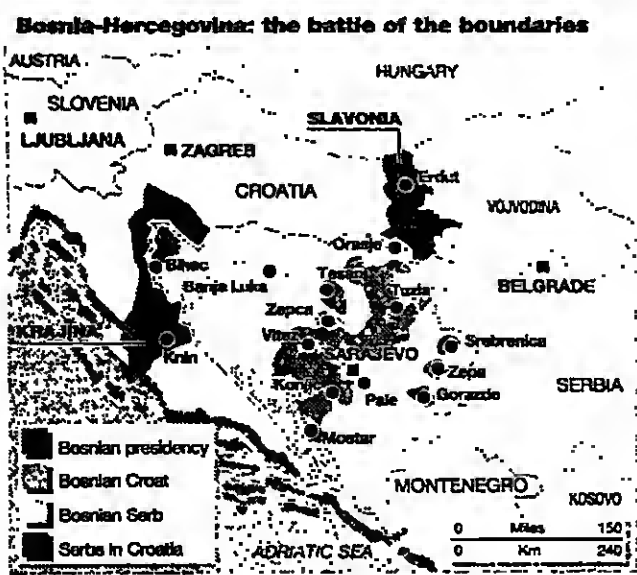 Bosnia-Hercegovina: the battle of the boundaries
AUSTRIA
HUNGARY
SLOVENIA
LJUBLJANA
SLAVONIA
ZAGREB
Erdut
CROATIA
VOJVODINA
Orasje
Bihac
Banja Luka
Tesanj
Tuzla
BELGRADE
Zepca
KRAJINA
Vitez
SARAJEVO
Srebrenica
Knin
Zepa
Konjic
Pale
Gorazde
SERBIA
Mostar
Bosnian presidency
Bosnian Croat
Bosnian Serb
Serbs in Croatia
MONTENEGRO
KOSOVO
0 Miles 150
0 Km 240
ADRIATIC SEA